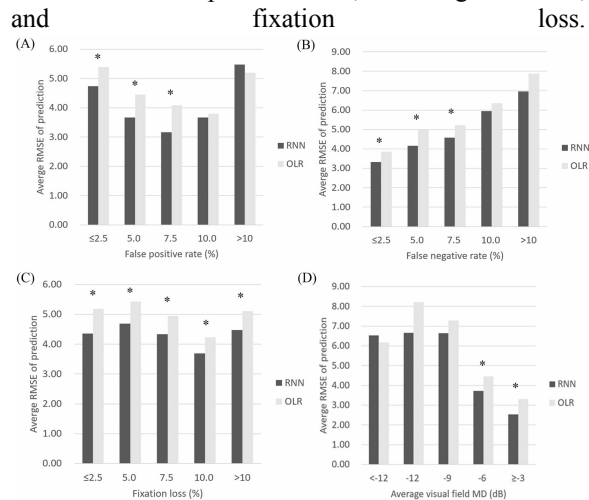 and fixation loss.
(A)
6.00
5.00
4.00
3.00
2.00
1.00
0.00
Averge RMSE of prediction
* * *
≤2.5 5.0 7.5 10.0 >10
False positive rate (%)
RNN
OLR
(B)
9.00
8.00
7.00
6.00
5.00
4.00
3.00
2.00
1.00
0.00
Averge RMSE of prediction
* * *
≤2.5 5.0 7.5 10.0 >10
False negative rate (%)
RNN
OLR
(C)
6.00
5.00
4.00
3.00
2.00
1.00
0.00
Averge RMSE of prediction
* * * * *
≤2.5 5.0 7.5 10.0 >10
Fixation loss (%)
RNN
OLR
(D)
9.00
8.00
7.00
6.00
5.00
4.00
3.00
2.00
1.00
0.00
Averge RMSE of prediction
* *
<-12 -12 -9 -6 ≥-3
Average visual field MD (dB)
RNN
OLR